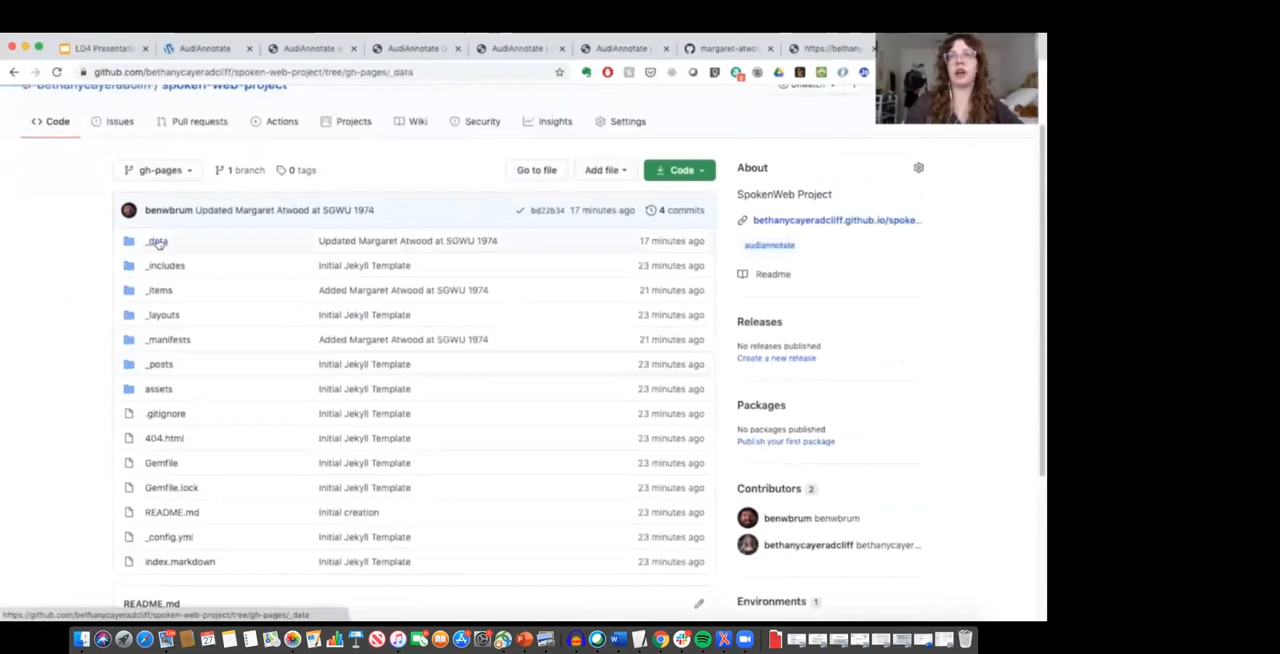 LD4 Presentatio
AudiAnnotate
AudiAnnotate
AudiAnnotate D
AudiAnnotate |
AudiAnnotate |
margaret-atwo
https://bethan
github.com/bethanycayeradcliff/spoken-web-project/tree/gh-pages/_data
bethanycayeradcliff / spoken-web-project
Unwatch
Code
Issues
Pull requests
Actions
Projects
Wiki
Security
Insights
Settings
gh-pages
1 branch
0 tags
Go to file
Add file
Code
benwbrum Updated Margaret Atwood at SGWU 1974
bd22b34 17 minutes ago
4 commits
_data Updated Margaret Atwood at SGWU 1974 17 minutes ago
_includes Initial Jekyll Template 23 minutes ago
_items Added Margaret Atwood at SGWU 1974 21 minutes ago
_layouts Initial Jekyll Template 23 minutes ago
_manifests Added Margaret Atwood at SGWU 1974 21 minutes ago
_posts Initial Jekyll Template 23 minutes ago
assets Initial Jekyll Template 23 minutes ago
.gitignore Initial Jekyll Template 23 minutes ago
404.html Initial Jekyll Template 23 minutes ago
Gemfile Initial Jekyll Template 23 minutes ago
Gemfile.lock Initial Jekyll Template 23 minutes ago
README.md Initial creation 23 minutes ago
_config.yml Initial Jekyll Template 23 minutes ago
index.markdown Initial Jekyll Template 23 minutes ago
README.md
About
SpokenWeb Project
bethanycayeradcliff.github.io/spoke...
audiannotate
Readme
Releases
No releases published
Create a new release
Packages
No packages published
Publish your first package
Contributors 2
benwbrum benwbrum
bethanycayeradcliff bethanycayer...
Environments 1
https://github.com/bethanycayeradcliff/spoken-web-project/tree/gh-pages/_data